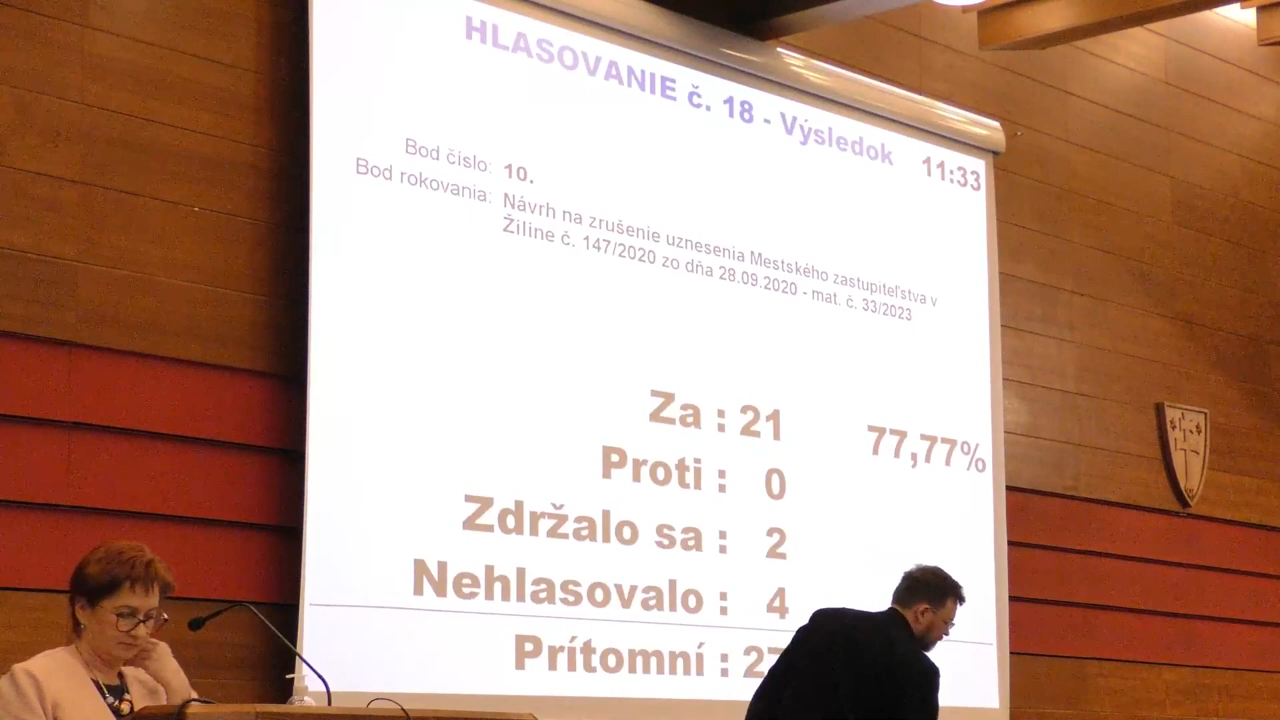 HLASOVANIE č. 18 - Výsledok 11:33
Bod číslo: 10.
Bod rokovania: Návrh na zrušenie uznesenia Mestského zastupiteľstva v
Žiline č. 147/2020 zo dňa 28.09.2020 - mat. č. 33/2023
Za : 21 77,77%
Proti : 0
Zdržalo sa : 2
Nehlasovalo : 4
Prítomní : 27